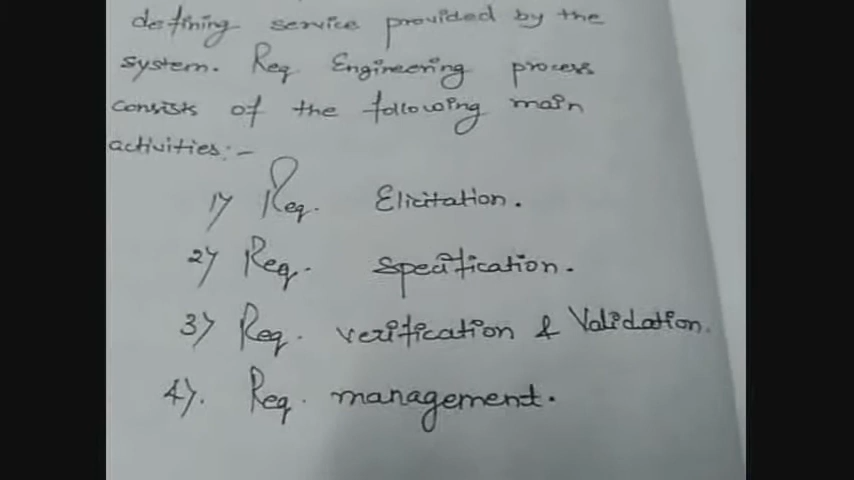 defining service provided by the
system. Req Engineering process
consists of the following main
activities:-
1) Req. Elicitation.
2) Req. Specification.
3) Req. verification & Validation.
4). Req. management.